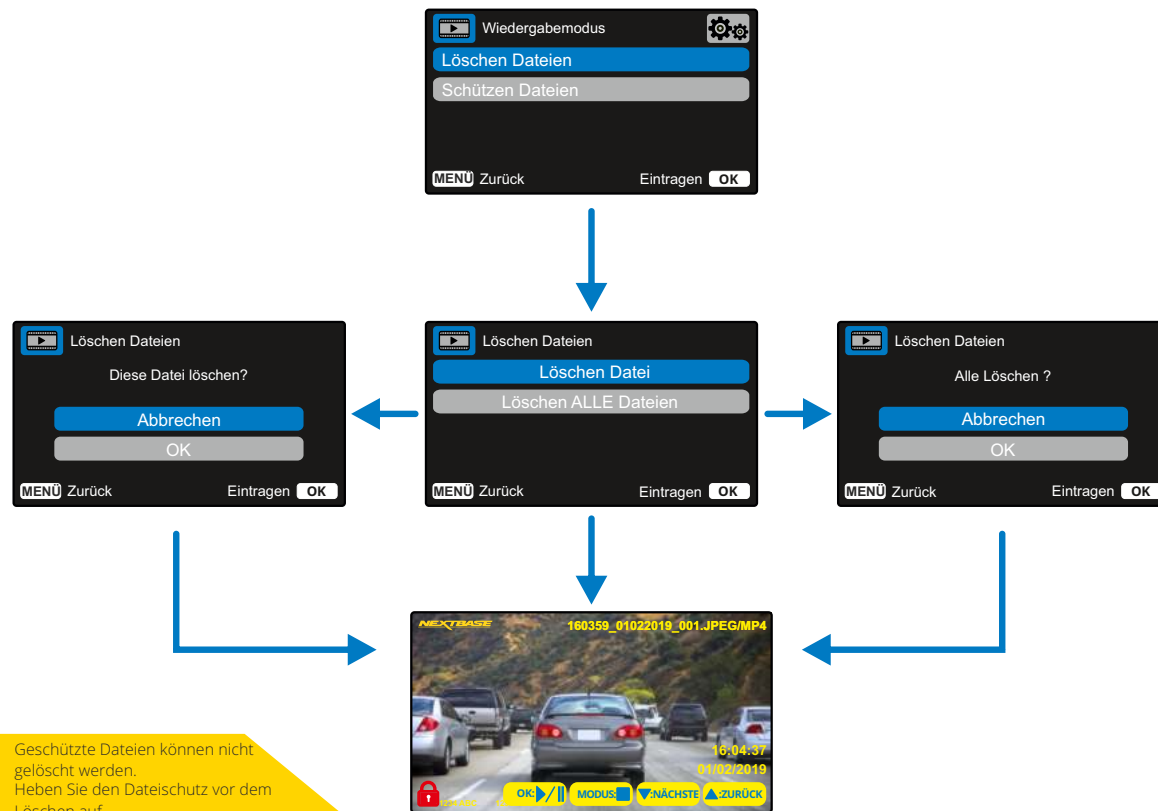 Wiedergabemodus
Löschen Dateien
Schützen Dateien
MENÜ Zurück Eintragen OK
Löschen Dateien
Diese Datei löschen?
Abbrechen
OK
MENÜ Zurück Eintragen OK
Löschen Dateien
Löschen Datei
Löschen ALLE Dateien
MENÜ Zurück Eintragen OK
Löschen Dateien
Alle Löschen ?
Abbrechen
OK
MENÜ Zurück Eintragen OK
NEXTBASE 160359_01022019_001.JPEG/MP4
16:04:37
01/02/2019
OK: MODUS: ▼:NÄCHSTE ▲:ZURÜCK
Geschützte Dateien können nicht
gelöscht werden.
Heben Sie den Dateischutz vor dem
Löschen auf